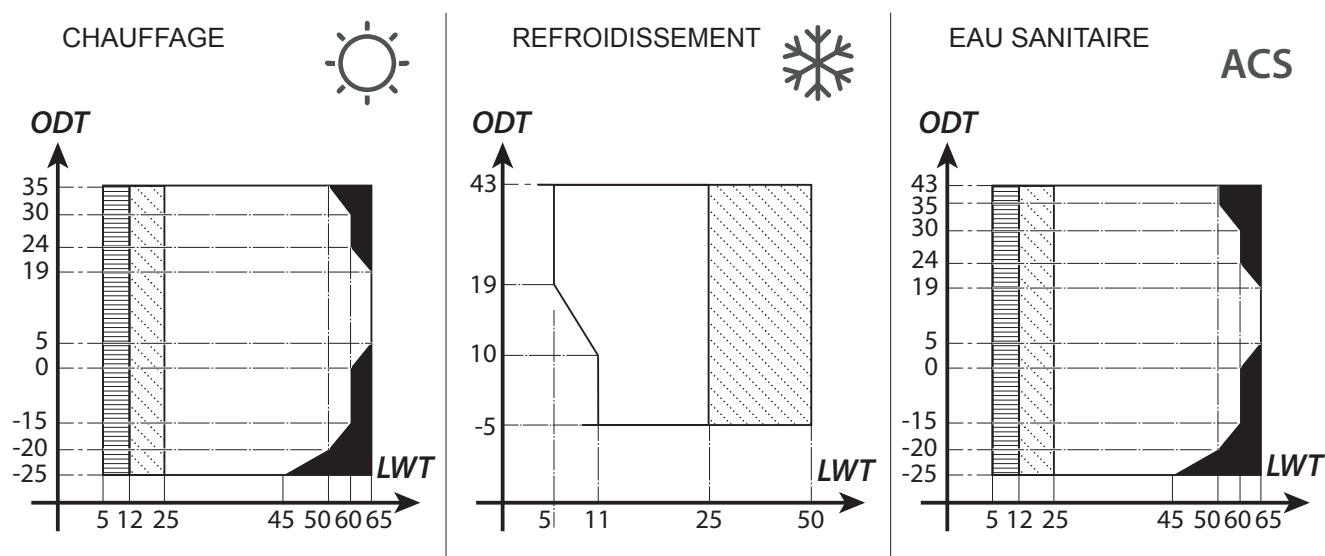 CHAUFFAGE
ODT
35
30
24
19
5
0
-15
-20
-25
LWT
5 12 25 45 50 60 65
REFROIDISSEMENT
ODT
43
19
10
-5
LWT
5 11 25 50
EAU SANITAIRE
ACS
ODT
43
35
30
24
19
5
0
-15
-20
-25
LWT
5 12 25 45 50 60 65